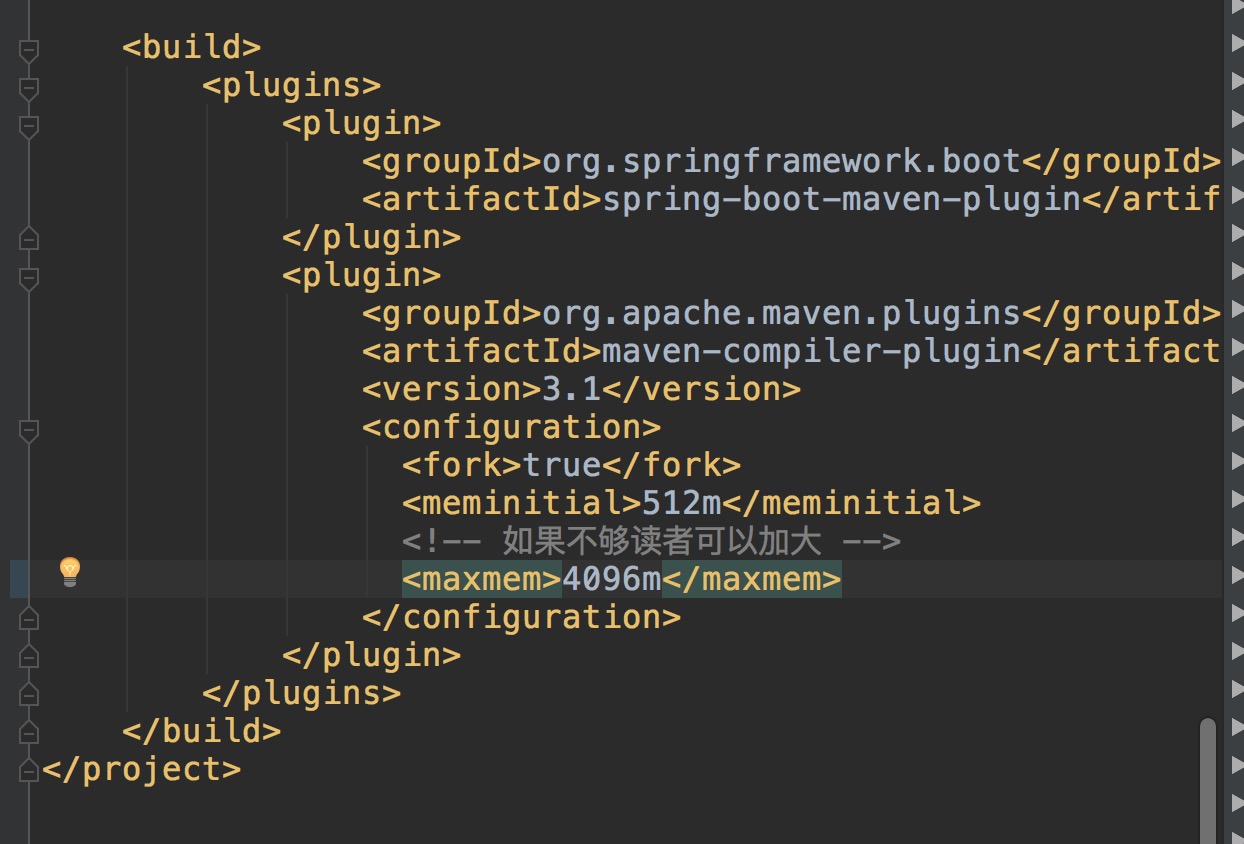 <build>
<plugins>
<plugin>
<groupId>org.springframework.boot</groupId>
<artifactId>spring-boot-maven-plugin</artif
</plugin>
<plugin>
<groupId>org.apache.maven.plugins</groupId>
<artifactId>maven-compiler-plugin</artifact
<version>3.1</version>
<configuration>
<fork>true</fork>
<meminitial>512m</meminitial>
<!-- 如果不够读者可以加大 -->
<maxmem>4096m</maxmem>
</configuration>
</plugin>
</plugins>
</build>
</project>